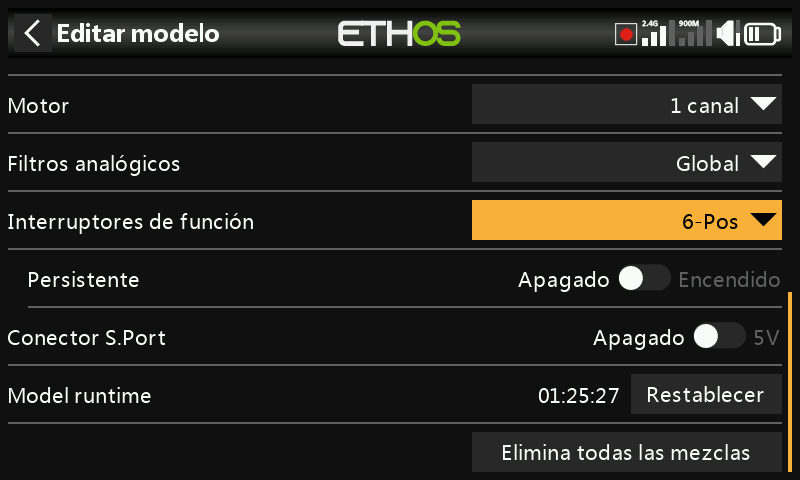 Editar modelo
ETHOS
2.4G
900M
Motor
1 canal
Filtros analógicos
Global
Interruptores de función
6-Pos
Persistente
Apagado
Encendido
Conector S.Port
Apagado
5V
Model runtime
01:25:27
Restablecer
Elimina todas las mezclas